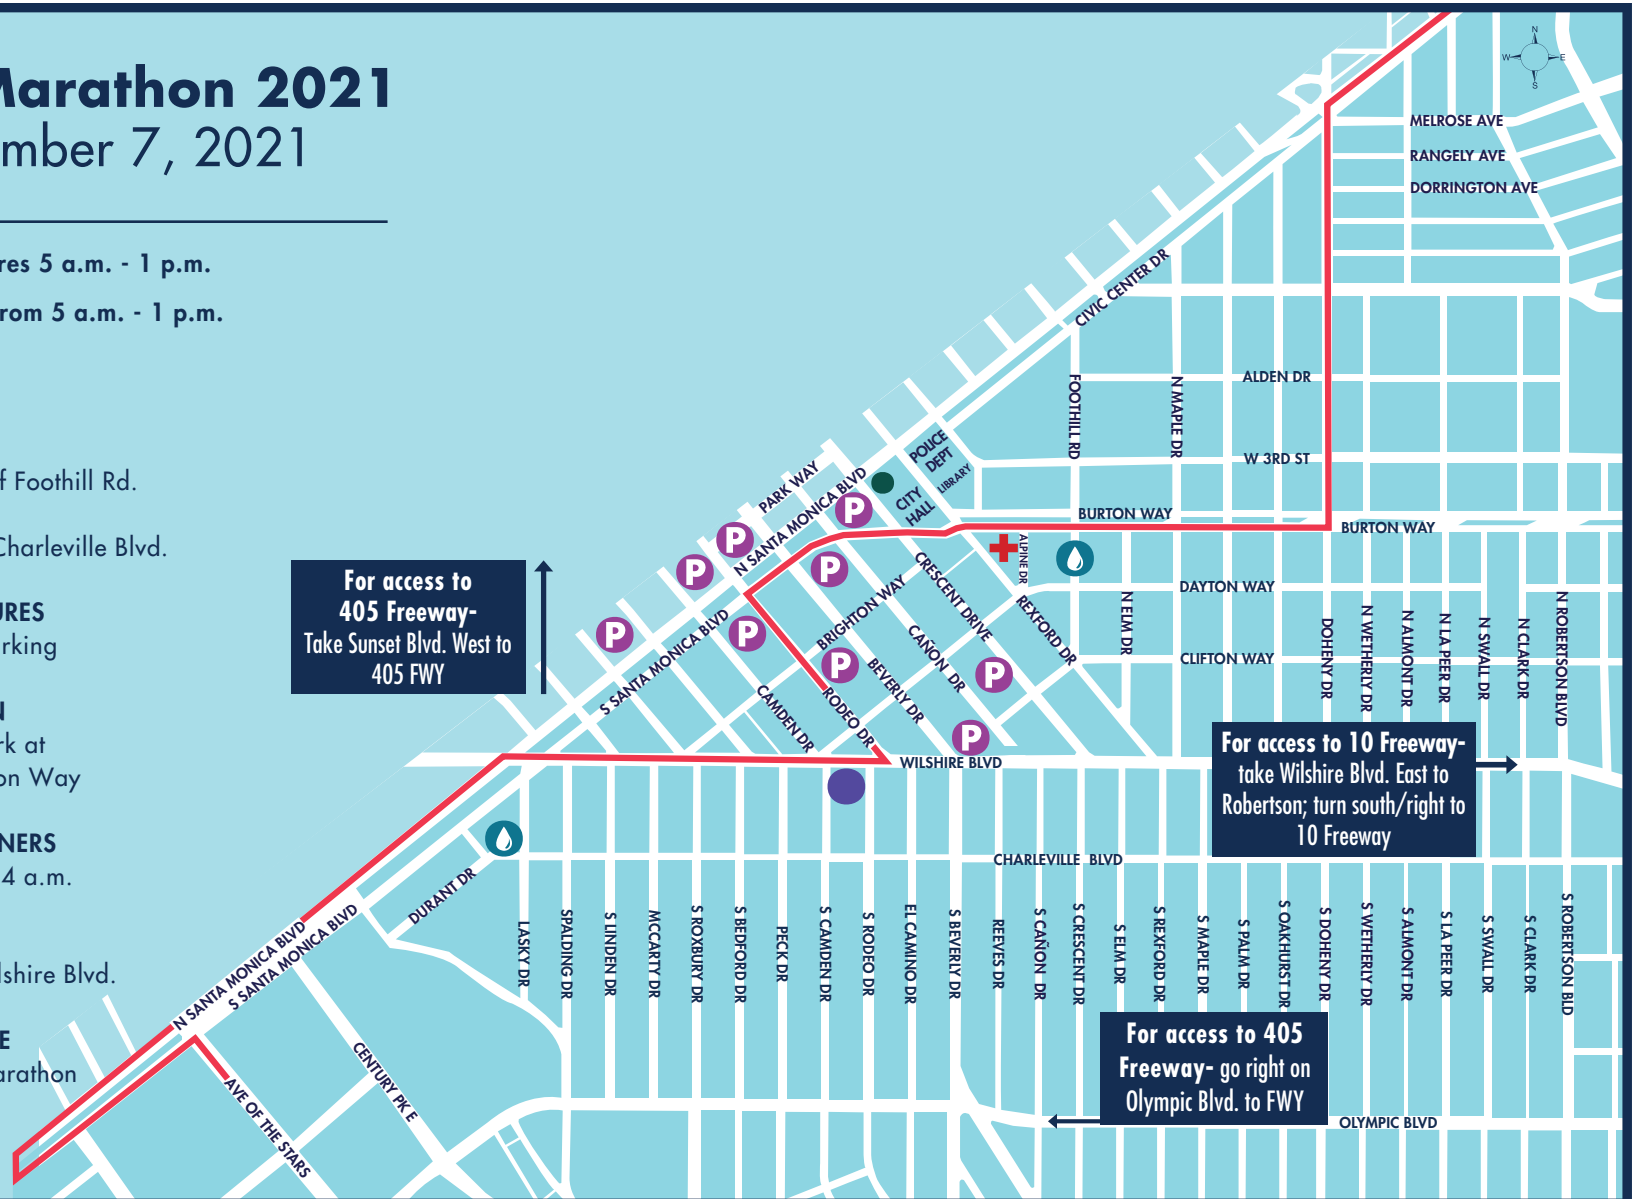 Marathon 2021
mber 7, 2021
res 5 a.m. - 1 p.m.
rom 5 a.m. - 1 p.m.
f Foothill Rd.
Charleville Blvd.
URES
rking
N
rk at
on Way
NERS
4 a.m.
lshire Blvd.
E
arathon
For access to
405 Freeway-
Take Sunset Blvd. West to
405 FWY
N
W
E
S
MELROSE AVE
RANGELY AVE
DORRINGTON AVE
CIVIC CENTER DR
FOOTHILL RD
N MAPLE DR
ALDEN DR
W 3RD ST
BURTON WAY
BURTON WAY
POLICE
DEPT
LIBRARY
CITY
HALL
PARK WAY
N SANTA MONICA BLVD
P
P
P
P
P
P
P
P
P
S SANTA MONICA BLVD
BRIGHTON WAY
CRESCENT DRIVE
ALPINE DR
REXFORD DR
CAÑON DR
BEVERLY DR
RODEO DR
CAMDEN DR
DAYTON WAY
CLIFTON WAY
N ELM DR
DOHENY DR
N WETHERLY DR
N ALMONT DR
N LA PEER DR
N SWALL DR
N CLARK DR
N ROBERTSON BLVD
WILSHIRE BLVD
For access to 10 Freeway-
take Wilshire Blvd. East to
Robertson; turn south/right to
10 Freeway
CHARLEVILLE BLVD
DURANT DR
LASKY DR
SPALDING DR
S LINDEN DR
MCCARTY DR
S ROXBURY DR
S BEDFORD DR
PECK DR
S CAMDEN DR
S RODEO DR
EL CAMINO DR
S BEVERLY DR
REEVES DR
S CAÑON DR
S CRESCENT DR
S ELM DR
S REXFORD DR
S MAPLE DR
S PALM DR
S OAKHURST DR
S DOHENY DR
S WETHERLY DR
S ALMONT DR
S LA PEER DR
S SWALL DR
S CLARK DR
S ROBERTSON BLD
N SANTA MONICA BLVD
S SANTA MONICA BLVD
CENTURY PK E
AVE OF THE STARS
For access to 405
Freeway- go right on
Olympic Blvd. to FWY
OLYMPIC BLVD